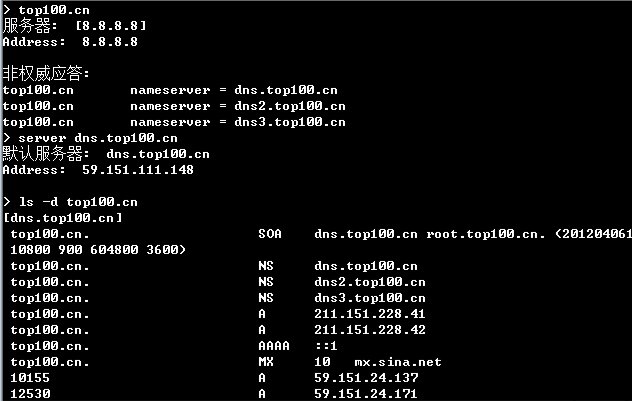 > top100.cn
服务器:  [8.8.8.8]
Address:  8.8.8.8
非权威应答:
top100.cn       nameserver = dns.top100.cn
top100.cn       nameserver = dns2.top100.cn
top100.cn       nameserver = dns3.top100.cn
> server dns.top100.cn
默认服务器:  dns.top100.cn
Address:  59.151.111.148
> ls -d top100.cn
[dns.top100.cn]
top100.cn.                     SOA    dns.top100.cn root.top100.cn. (201204061
10800 900 604800 3600)
top100.cn.                     NS     dns.top100.cn
top100.cn.                     NS     dns2.top100.cn
top100.cn.                     NS     dns3.top100.cn
top100.cn.                     A      211.151.228.41
top100.cn.                     A      211.151.228.42
top100.cn.                     AAAA   ::1
top100.cn.                     MX     10   mx.sina.net
10155                          A      59.151.24.137
12530                          A      59.151.24.171